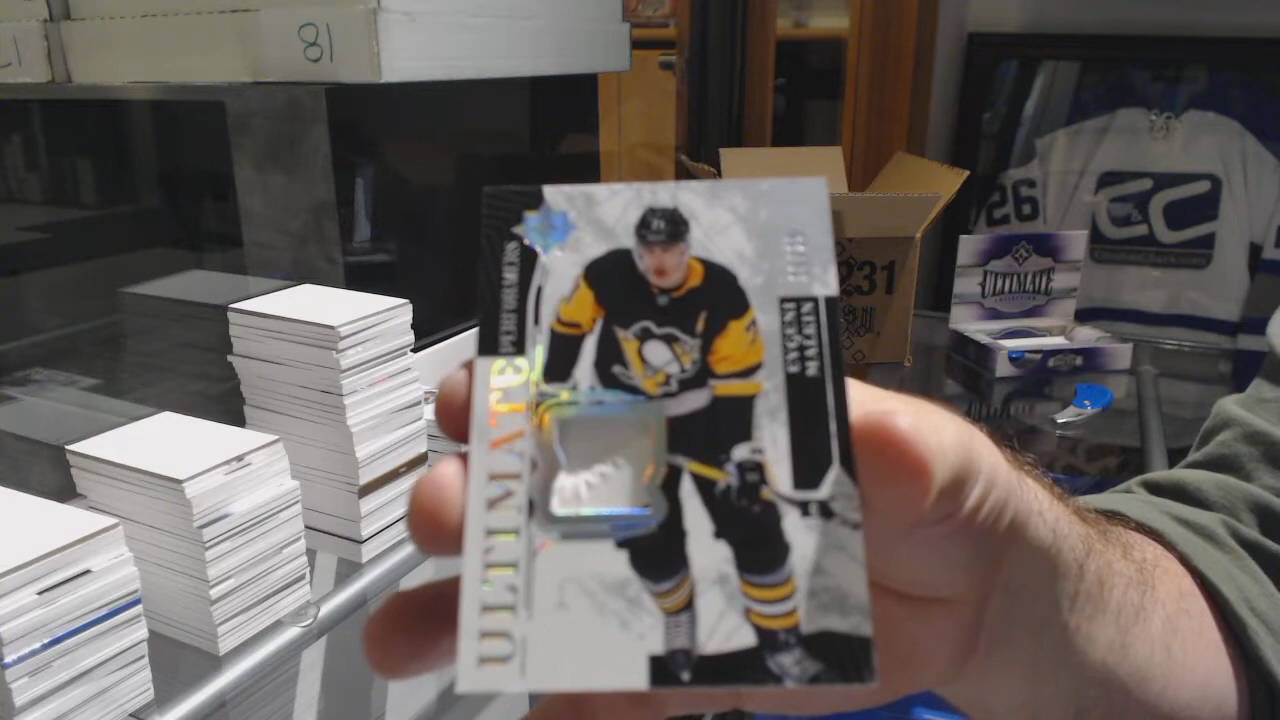 81
26
E&C
231
ULTIMATE
COLLECTION
ULTIMATE
PERFORMERS
EVGENI
MALKIN